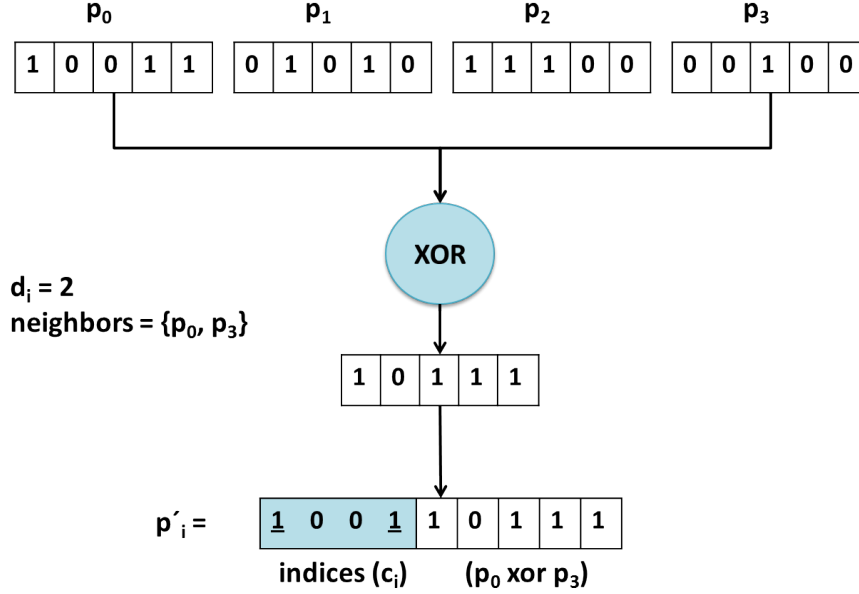 p₀ p₁ p₂ p₃
1 0 0 1 1 0 1 0 1 0 1 1 1 0 0 0 0 1 0 0
XOR
dᵢ = 2
neighbors = {p₀, p₃}
1 0 1 1 1
p´ᵢ = 1 0 0 1 1 0 1 1 1
indices (cᵢ) (p₀ xor p₃)